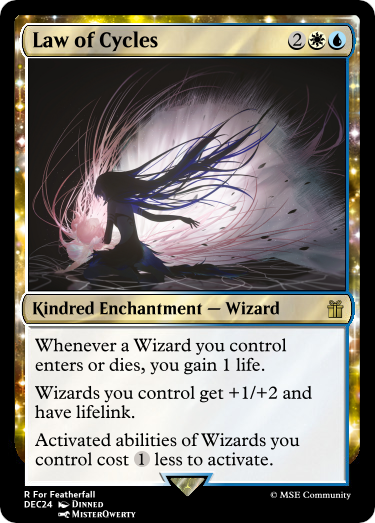 Law of Cycles 2
Kindred Enchantment — Wizard
Whenever a Wizard you control
enters or dies, you gain 1 life.
Wizards you control get +1/+2 and
have lifelink.
Activated abilities of Wizards you
control cost 1 less to activate.
R For Featherfall
DEC24 Dinned
MisterQwerty
© MSE Community